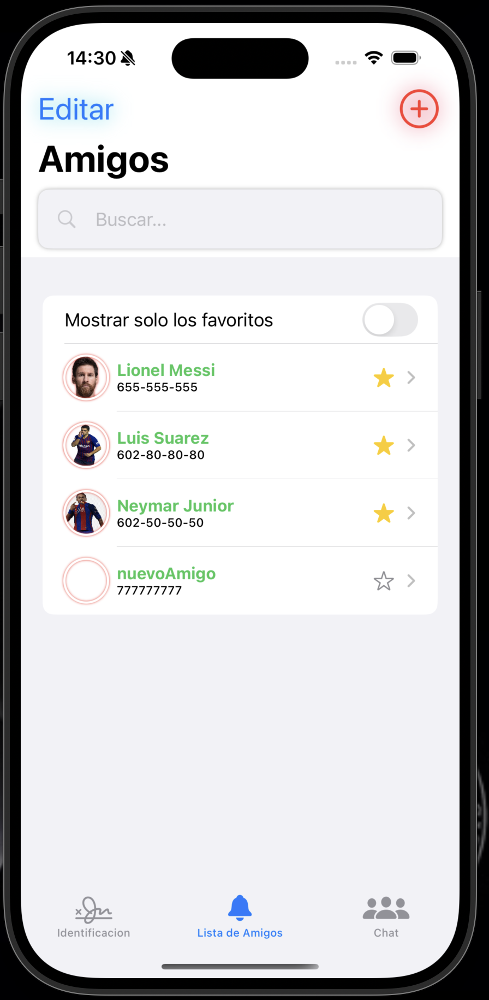 14:30
Editar
Amigos
Buscar...
Mostrar solo los favoritos
Lionel Messi
655-555-555
Luis Suarez
602-80-80-80
Neymar Junior
602-50-50-50
nuevoAmigo
777777777
Identificacion
Lista de Amigos
Chat